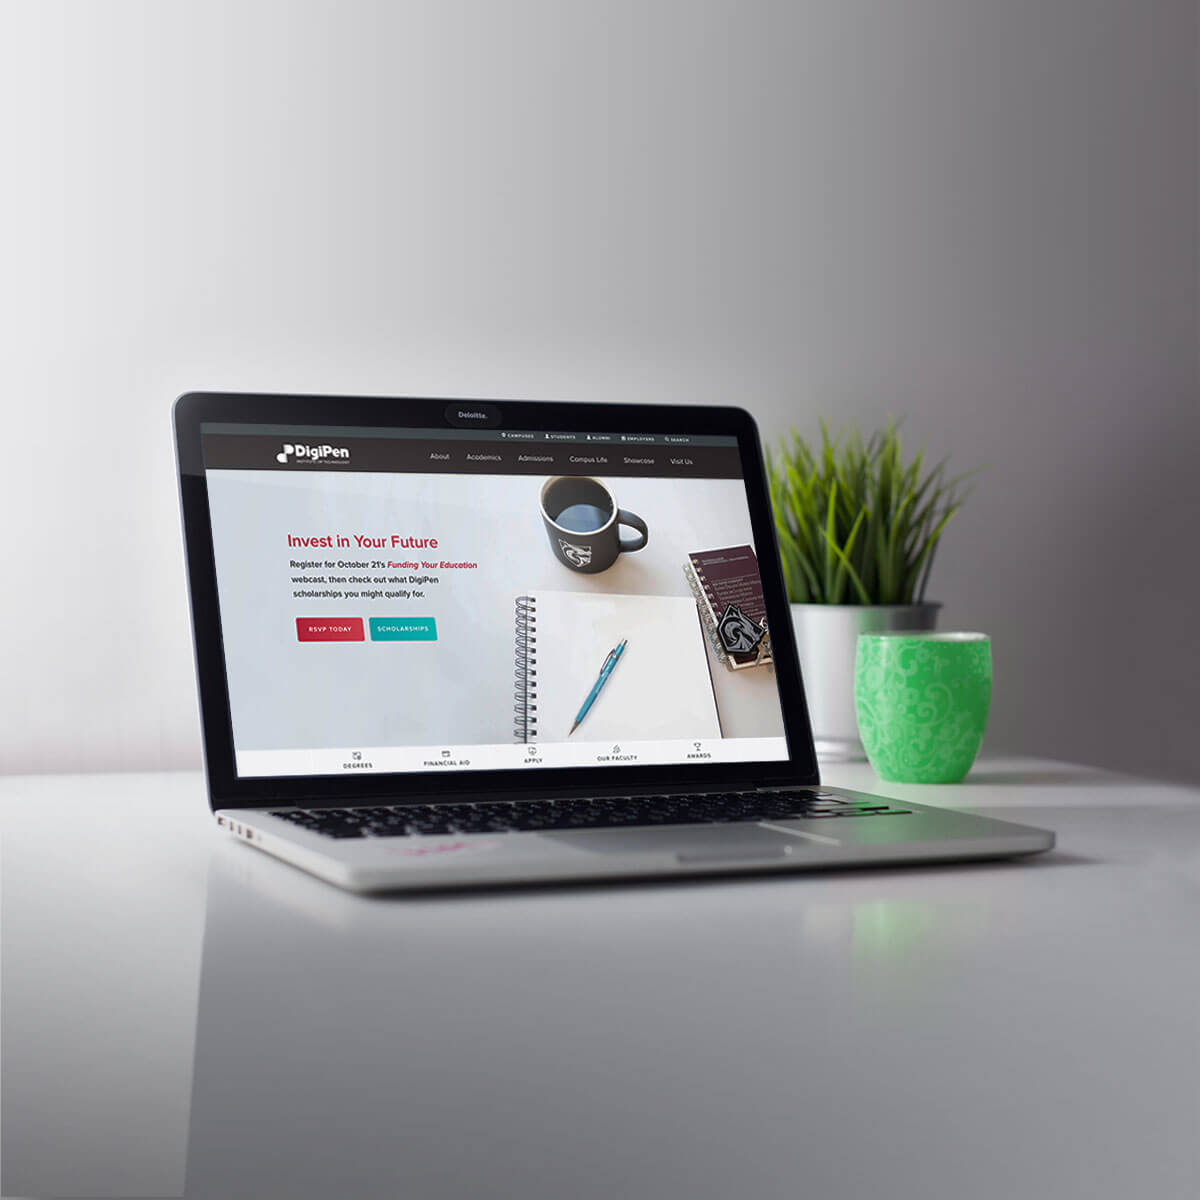 Deloitte.
CAMPUSES STUDENTS ALUMNI EMPLOYERS SEARCH
DigiPen
INSTITUTE OF TECHNOLOGY
About Academics Admissions Campus Life Showcase Visit Us
Invest in Your Future
Register for October 21's Funding Your Education
webcast, then check out what DigiPen
scholarships you might qualify for.
RSVP TODAY SCHOLARSHIPS
DEGREES FINANCIAL AID APPLY OUR FACULTY AWARDS